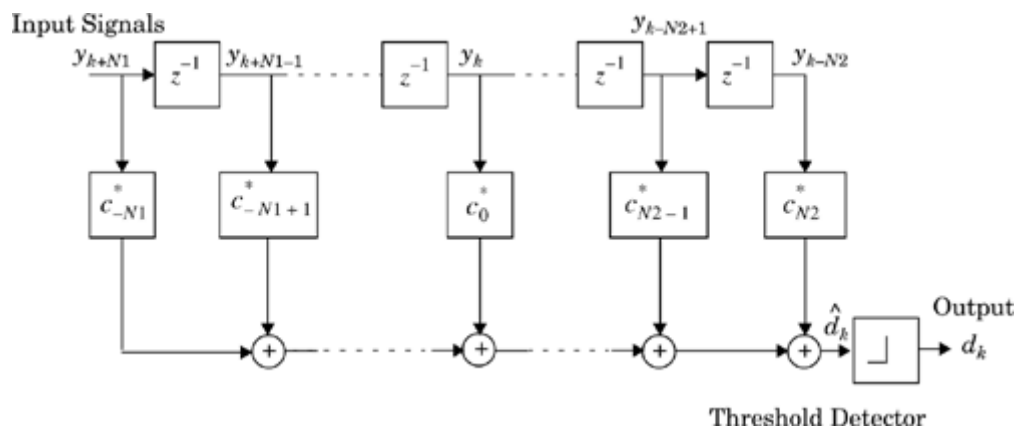 Input Signals
y_{k+N1} z^{-1} y_{k+N1-1} z^{-1} y_k z^{-1} y_{k-N2+1} z^{-1} y_{k-N2}
c^*_{-N1} c^*_{-N1+1} c^*_0 c^*_{N2-1} c^*_{N2}
+ + + + \hat{d}_k Output
d_k
Threshold Detector